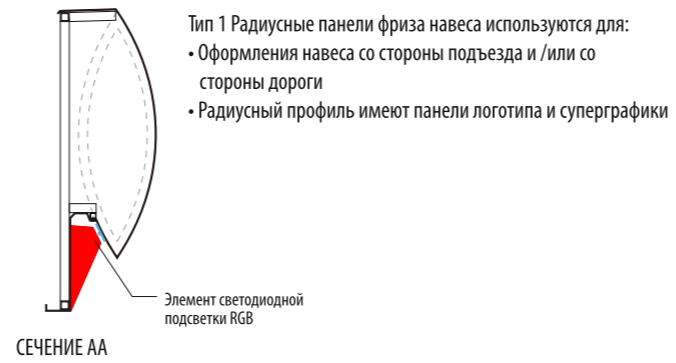 Тип 1 Радиусные панели фриза навеса используются для:
• Оформления навеса со стороны подъезда и /или со
стороны дороги
• Радиусный профиль имеют панели логотипа и суперграфики
Элемент светодиодной
подсветки RGB
СЕЧЕНИЕ АА